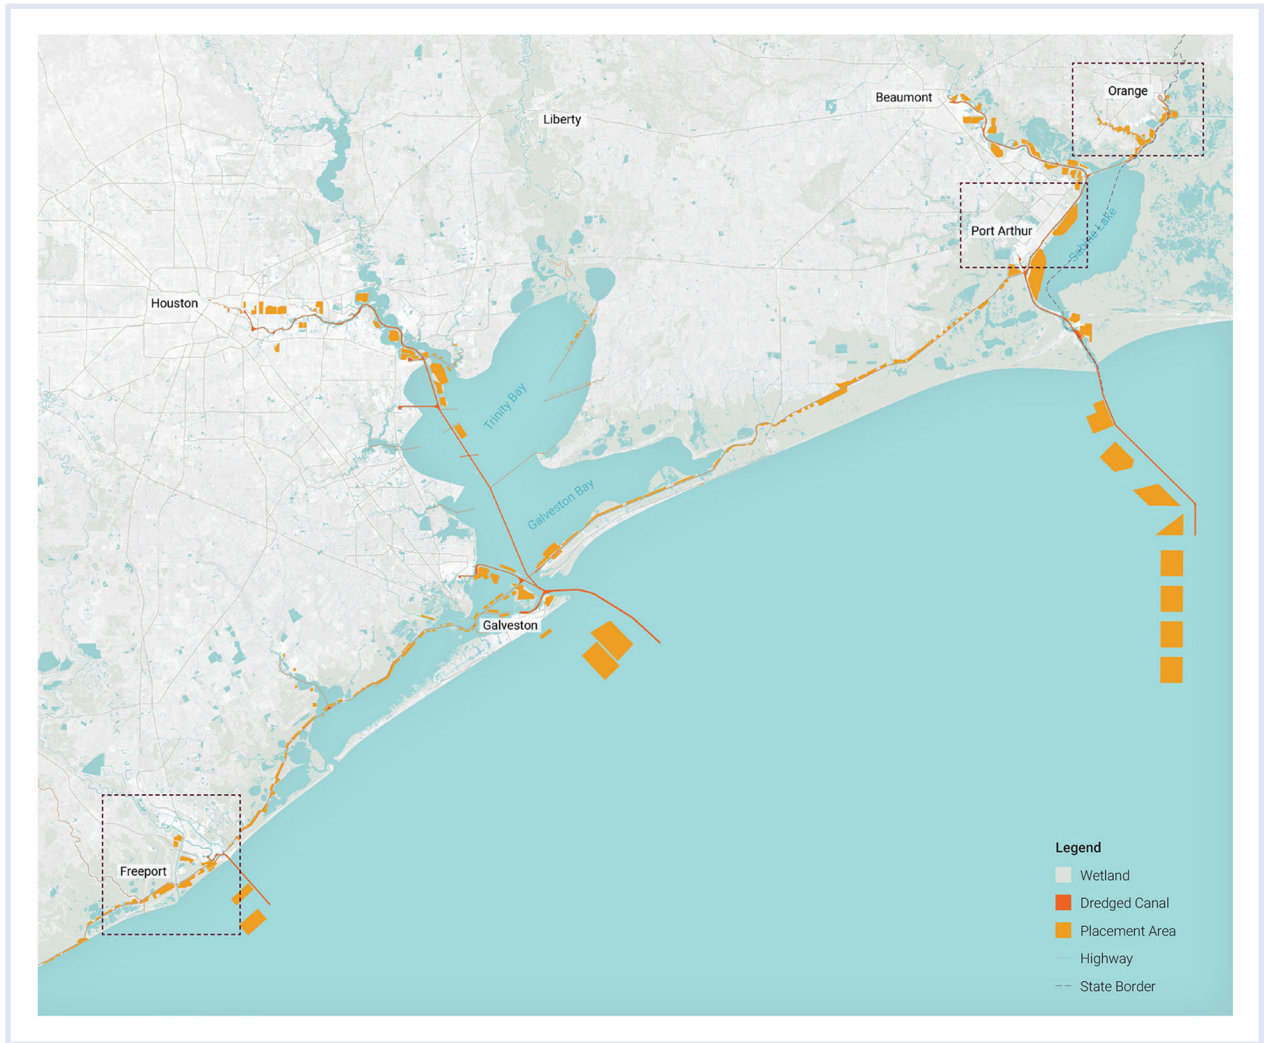 Orange
Beaumont
Liberty
Port Arthur
Sabine Lake
Houston
Trinity Bay
Galveston Bay
Galveston
Freeport
Legend
Wetland
Dredged Canal
Placement Area
Highway
State Border